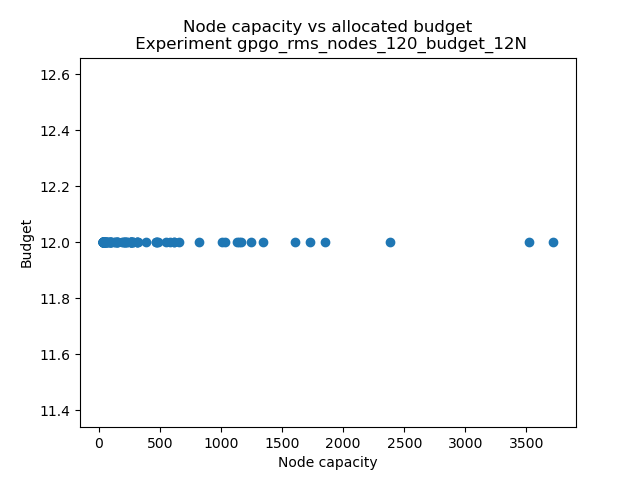 Node capacity vs allocated budget
Experiment gpgo_rms_nodes_120_budget_12N
12.6
12.4
12.2
12.0
11.8
11.6
11.4
Budget
0 500 1000 1500 2000 2500 3000 3500
Node capacity